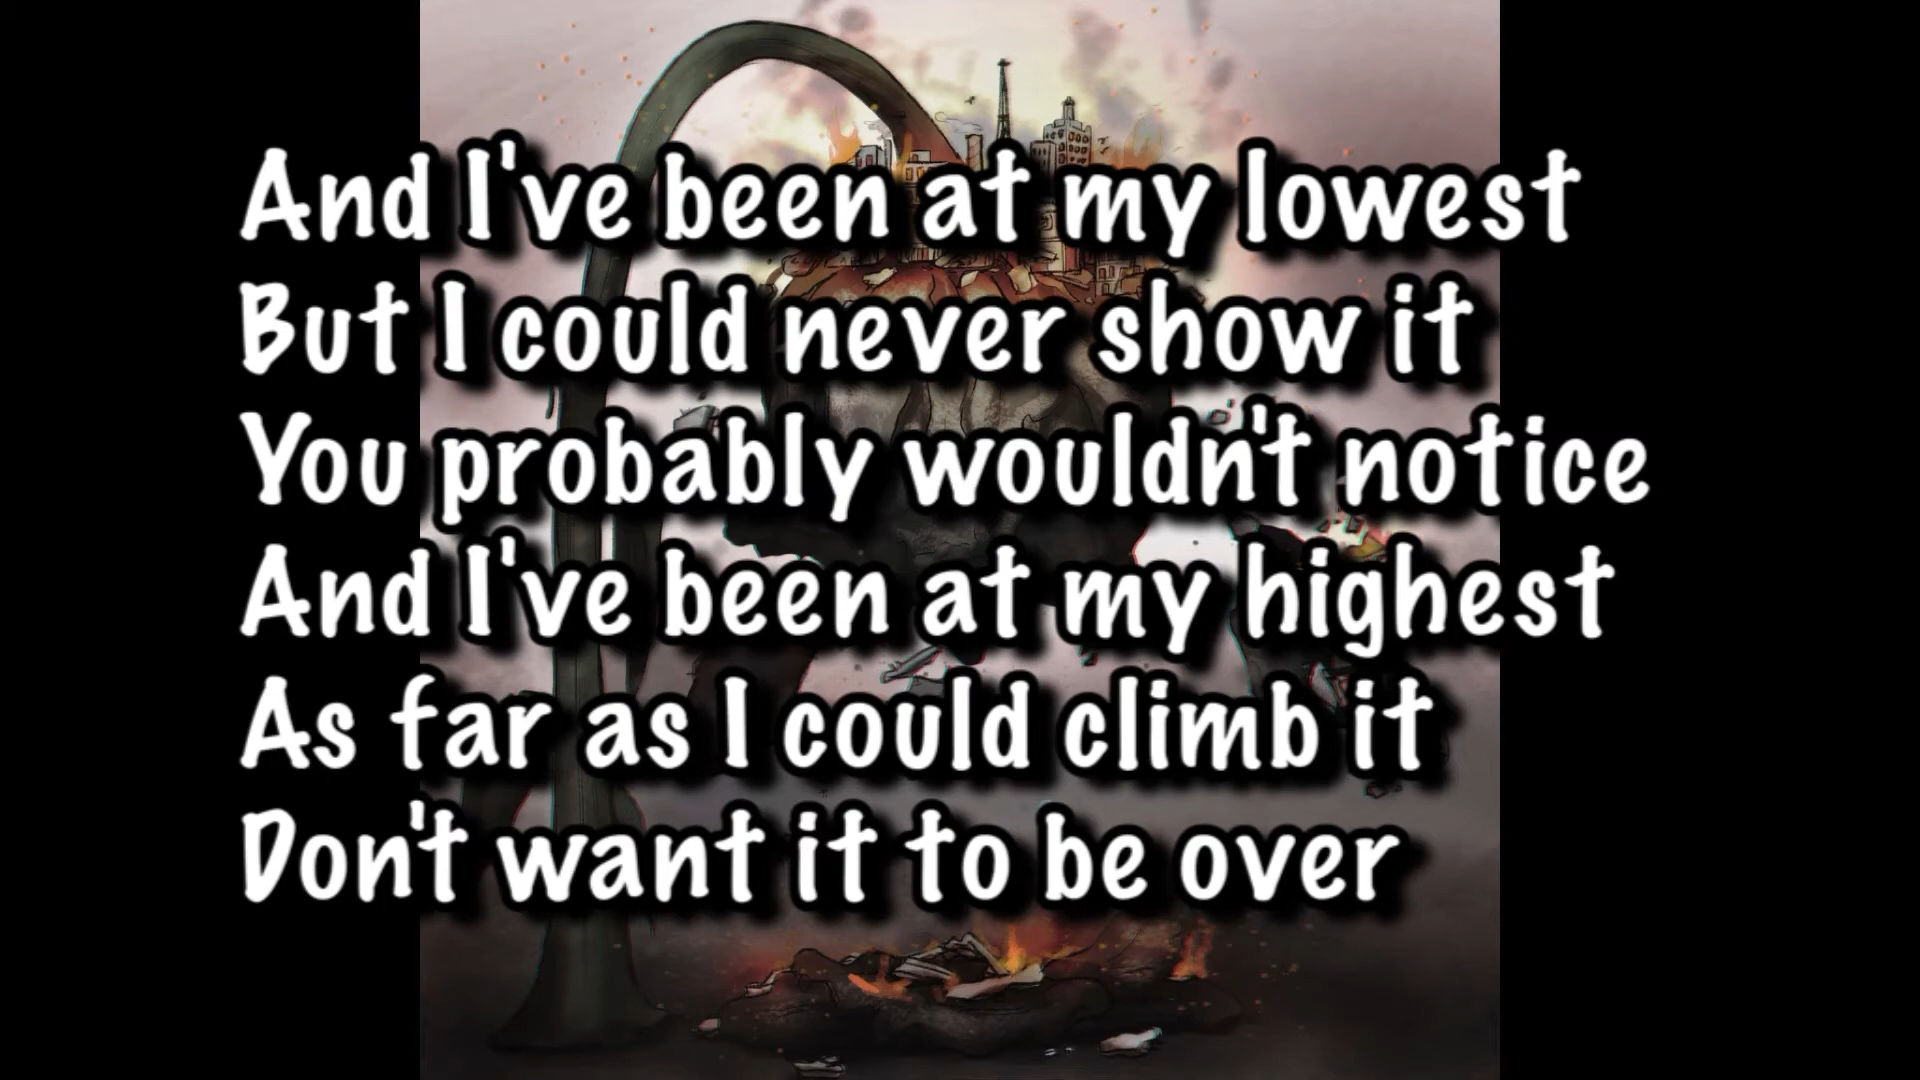 And I've been at my lowest
But I could never show it
You probably wouldn't notice
And I've been at my highest
As far as I could climb it
Don't want it to be over